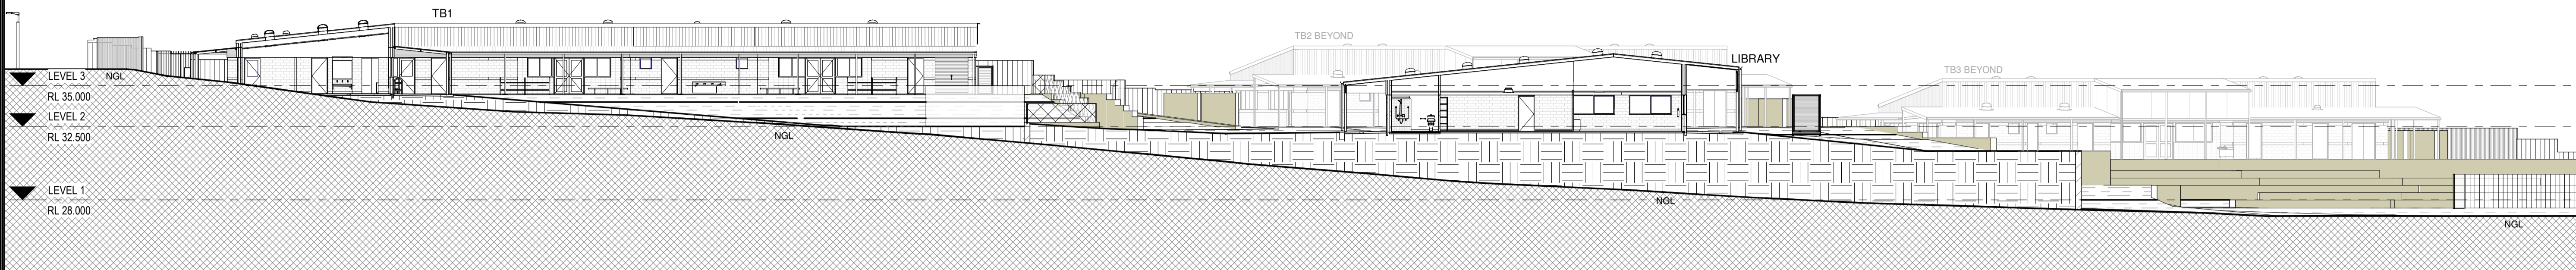 TB1
TB2 BEYOND
LIBRARY
TB3 BEYOND
LEVEL 3
NGL
RL 35.000
LEVEL 2
RL 32.500
NGL
LEVEL 1
RL 28.000
NGL
NGL